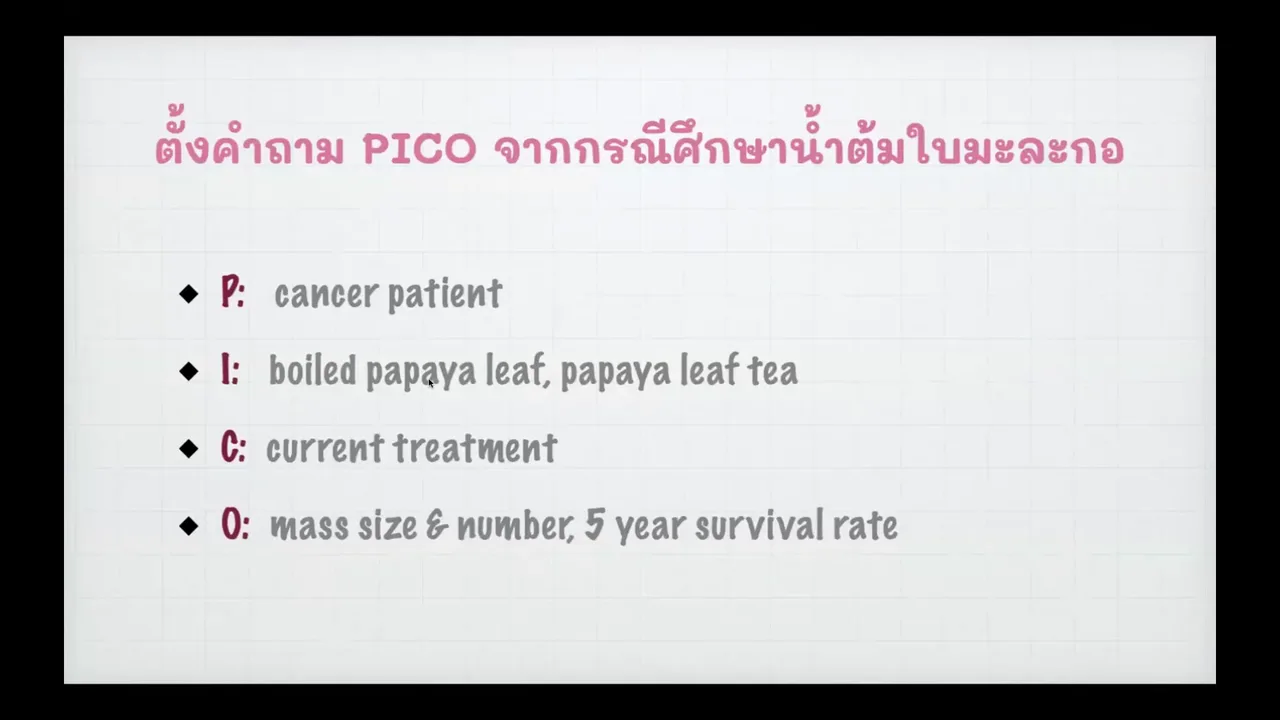 ตั้งคำถาม PICO จากกรณีศึกษาน้ำต้มใบมะละกอ
P: cancer patient
I: boiled papaya leaf, papaya leaf tea
C: current treatment
O: mass size & number, 5 year survival rate